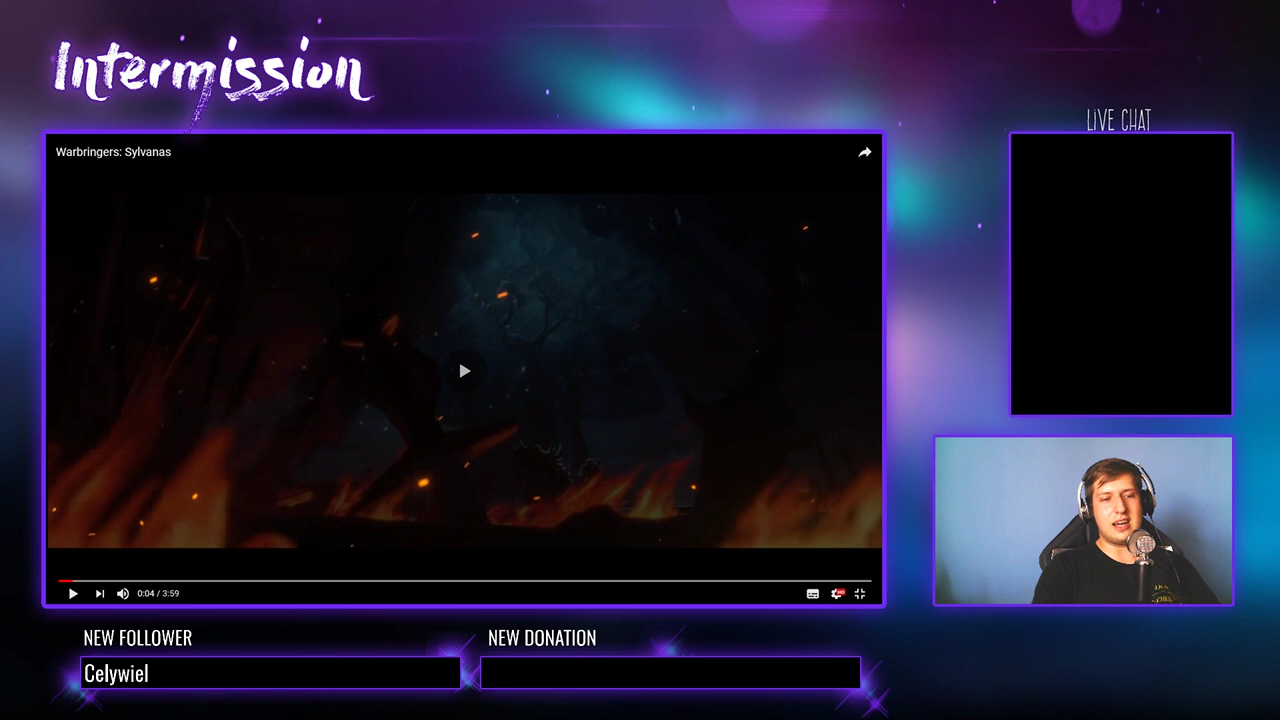 Intermission
LIVE CHAT
Warbringers: Sylvanas
0:04 / 3:59
NEW FOLLOWER
NEW DONATION
Celywiel